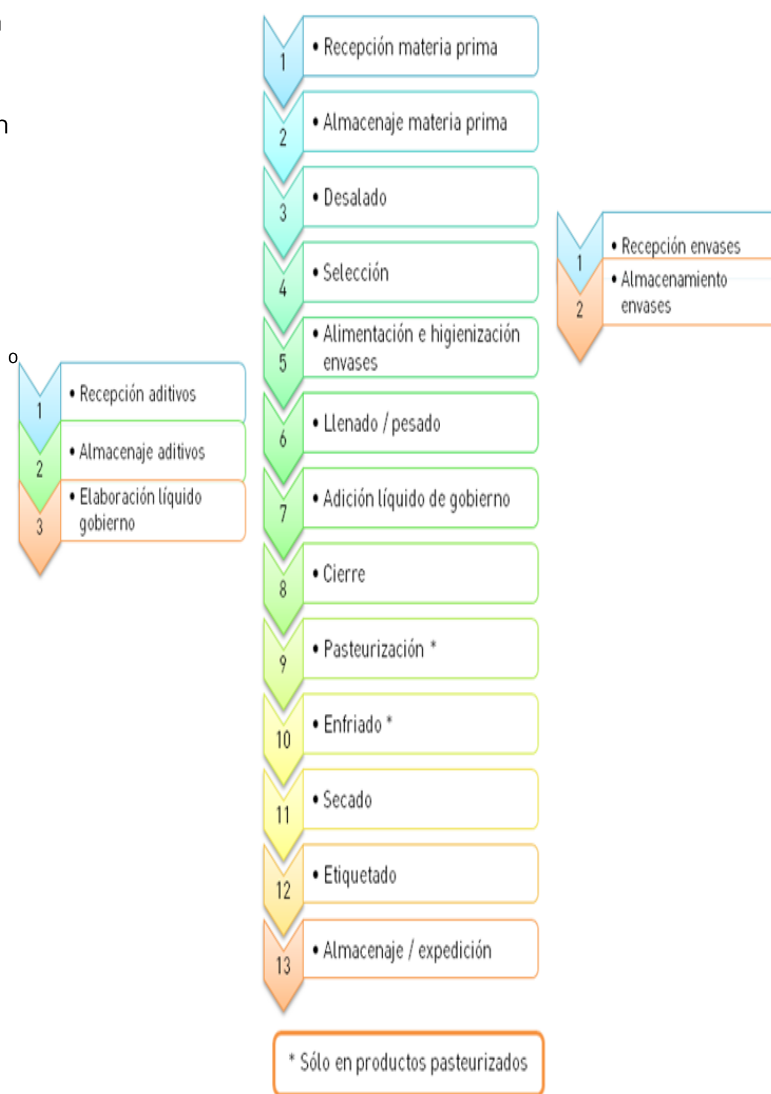 1
• Recepción materia prima
2
• Almacenaje materia prima
3
• Desalado
4
• Selección
5
• Alimentación e higienización
envases
6
• Llenado / pesado
7
• Adición líquido de gobierno
8
• Cierre
9
• Pasteurización *
10
• Enfriado *
11
• Secado
12
• Etiquetado
13
• Almacenaje / expedición
* Sólo en productos pasteurizados
1
• Recepción aditivos
2
• Almacenaje aditivos
3
• Elaboración líquido
gobierno
1
• Recepción envases
2
• Almacenamiento
envases
n
o